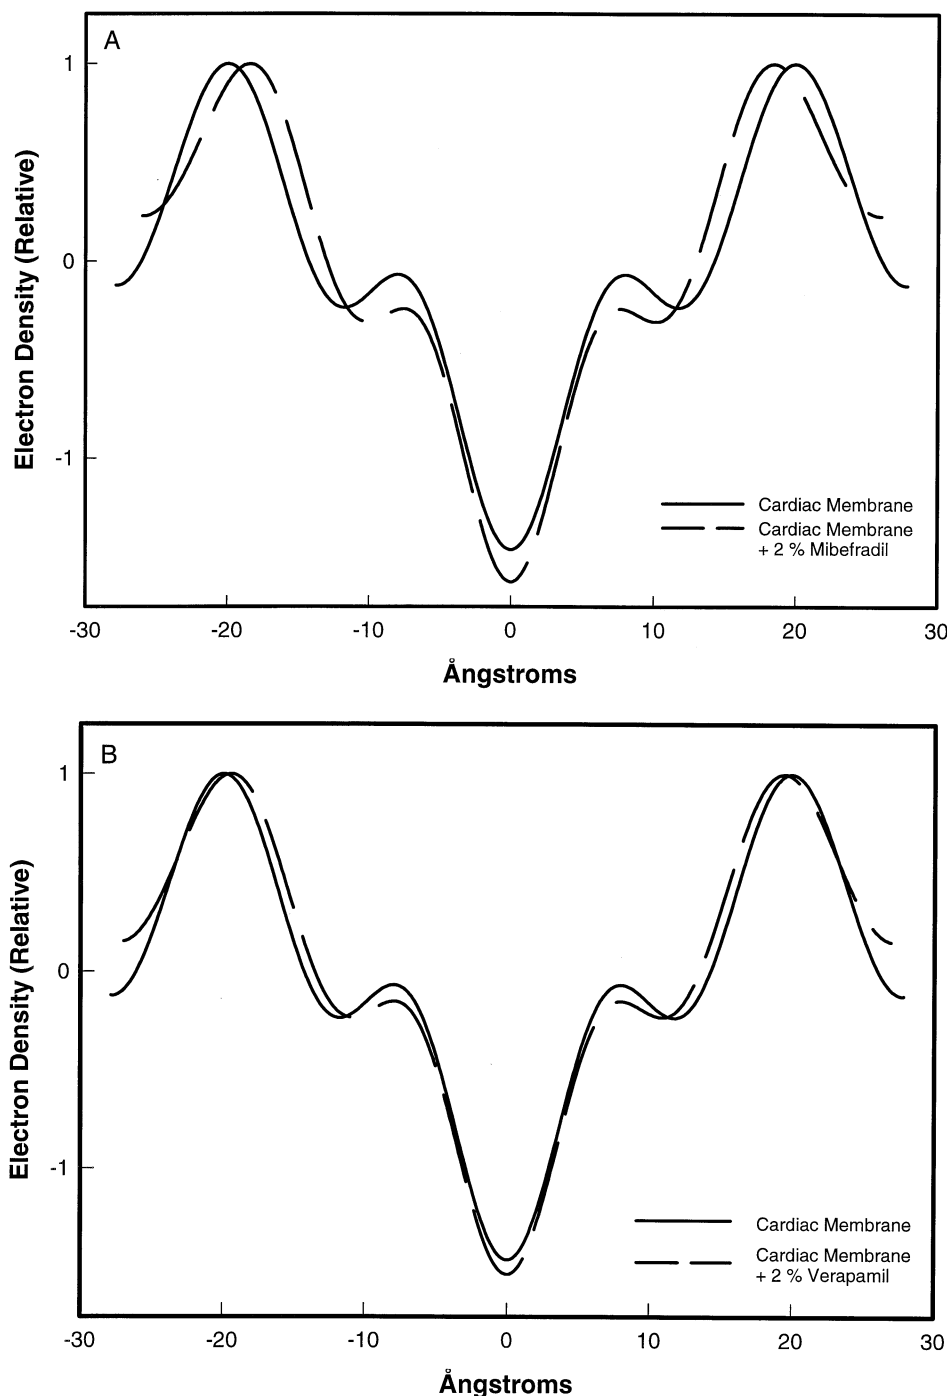 A
1
0
-1
Electron Density (Relative)
Cardiac Membrane
Cardiac Membrane
+ 2 % Mibefradil
-30 -20 -10 0 10 20 30
Ångstroms
B
1
0
-1
Electron Density (Relative)
Cardiac Membrane
Cardiac Membrane
+ 2 % Verapamil
-30 -20 -10 0 10 20 30
Ångstroms